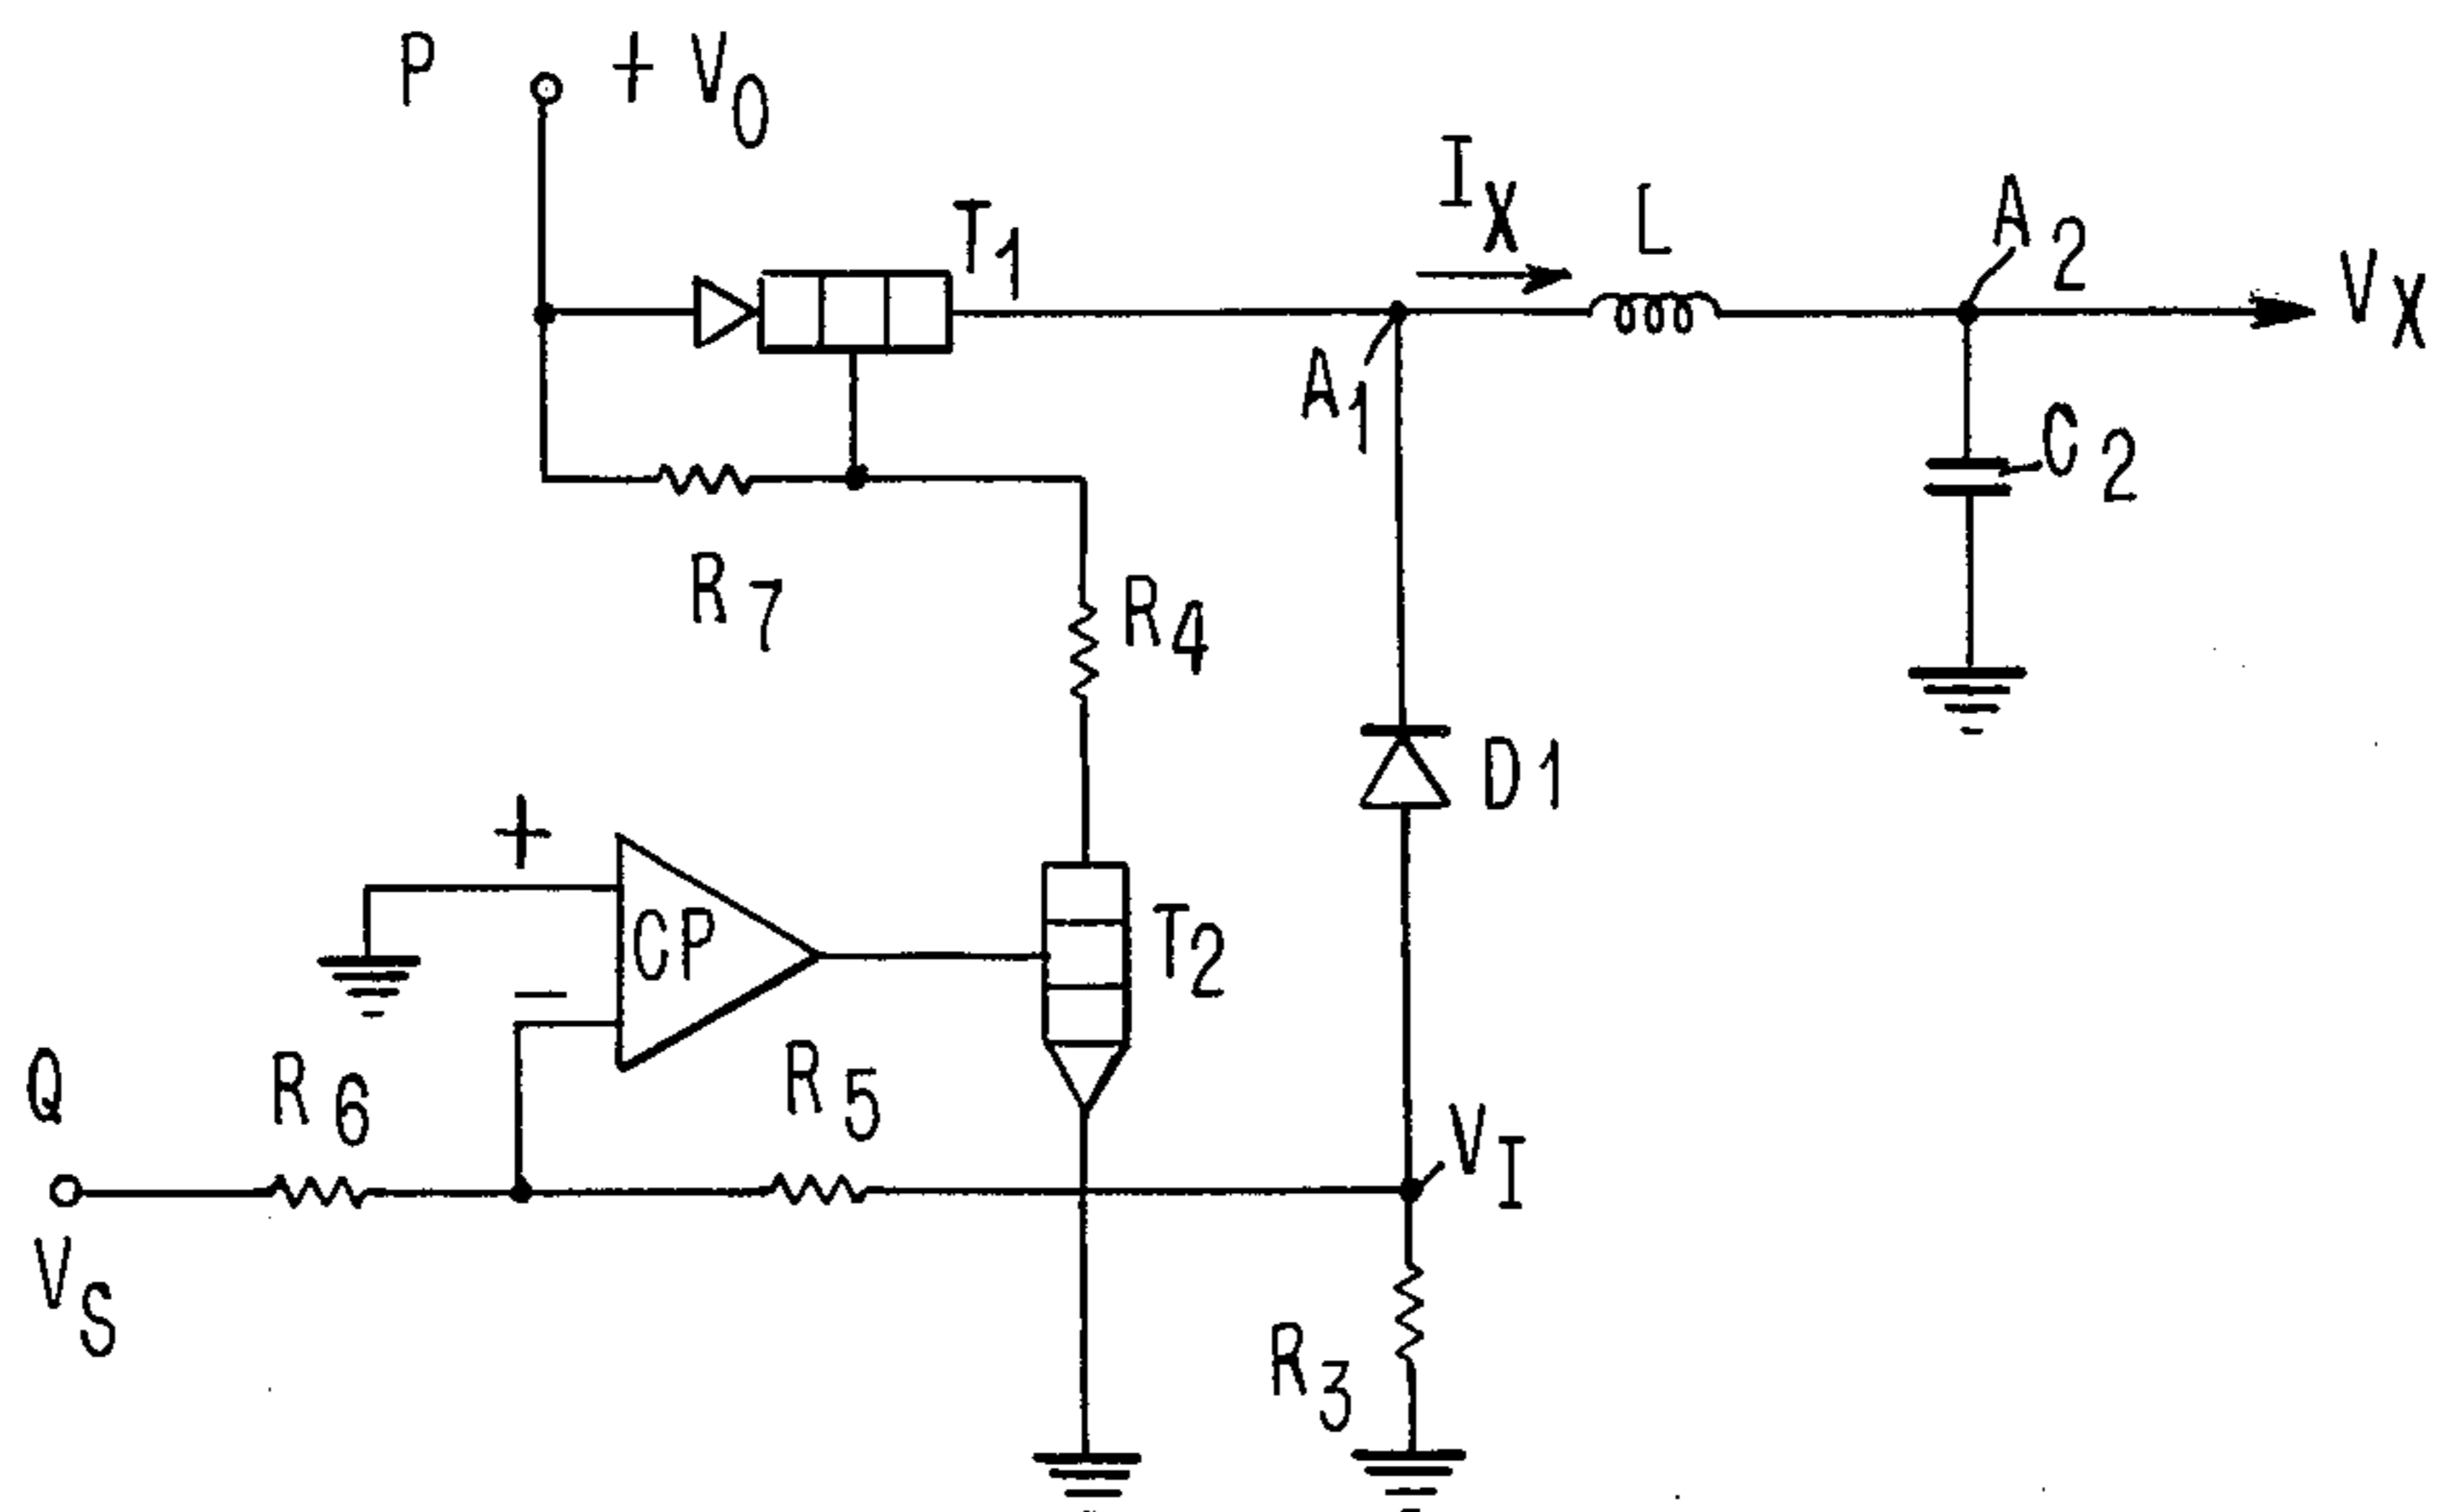 P
+ V0
T1
IX
L
A2
VX
A1
C2
R7
R4
D1
+
CP
T2
−
Q
R6
R5
VI
VS
R3